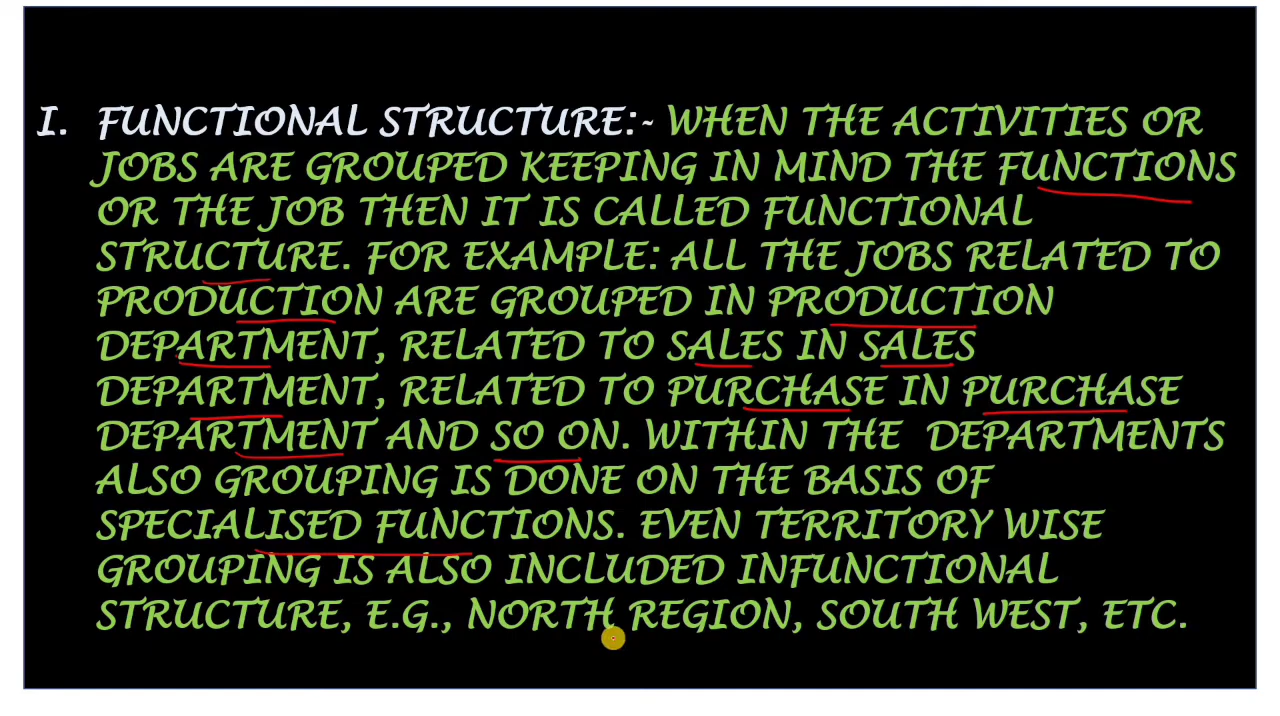 I. FUNCTIONAL STRUCTURE:- WHEN THE ACTIVITIES OR
JOBS ARE GROUPED KEEPING IN MIND THE FUNCTIONS
OR THE JOB THEN IT IS CALLED FUNCTIONAL
STRUCTURE. FOR EXAMPLE: ALL THE JOBS RELATED TO
PRODUCTION ARE GROUPED IN PRODUCTION
DEPARTMENT, RELATED TO SALES IN SALES
DEPARTMENT, RELATED TO PURCHASE IN PURCHASE
DEPARTMENT AND SO ON. WITHIN THE DEPARTMENTS
ALSO GROUPING IS DONE ON THE BASIS OF
SPECIALISED FUNCTIONS. EVEN TERRITORY WISE
GROUPING IS ALSO INCLUDED INFUNCTIONAL
STRUCTURE, E.G., NORTH REGION, SOUTH WEST, ETC.